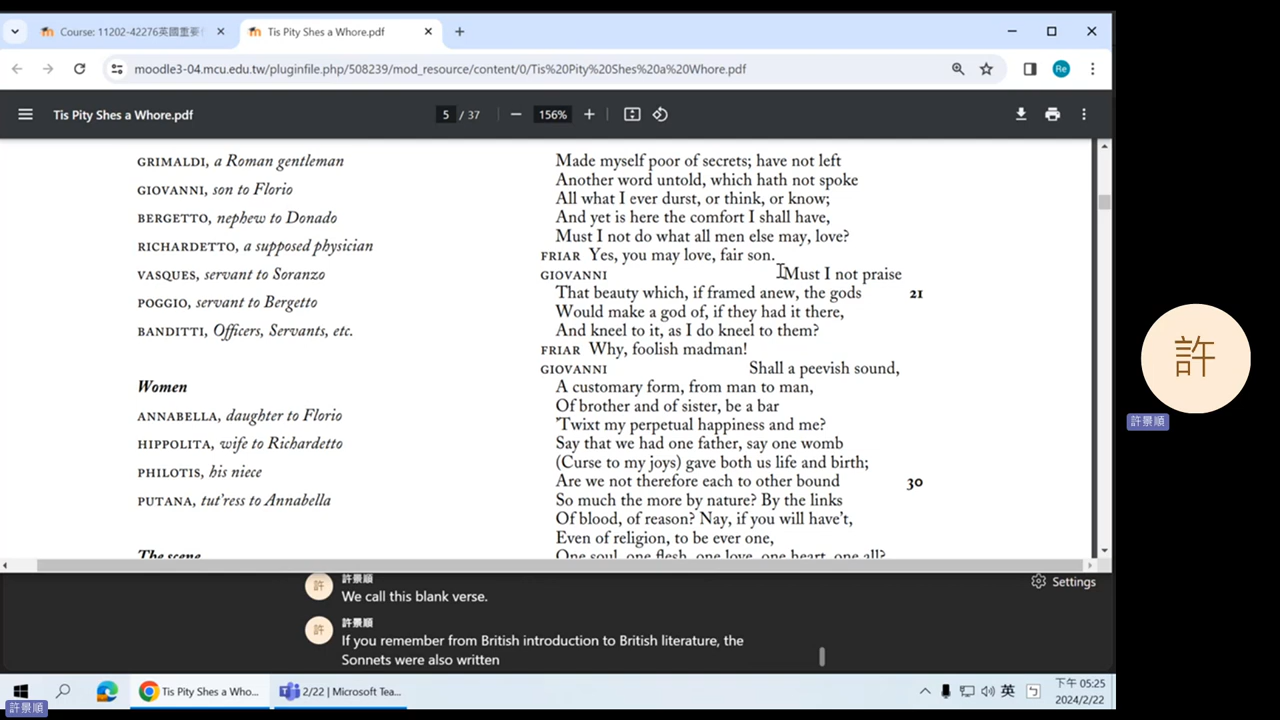 Course: 11202-42276英國重要
Tis Pity Shes a Whore.pdf
moodle3-04.mcu.edu.tw/pluginfile.php/508239/mod_resource/content/0/Tis%20Pity%20Shes%20a%20Whore.pdf
Re
Tis Pity Shes a Whore.pdf
5 / 37
156%
GRIMALDI, a Roman gentleman
GIOVANNI, son to Florio
BERGETTO, nephew to Donado
RICHARDETTO, a supposed physician
VASQUES, servant to Soranzo
POGGIO, servant to Bergetto
BANDITTI, Officers, Servants, etc.
Women
ANNABELLA, daughter to Florio
HIPPOLITA, wife to Richardetto
PHILOTIS, his niece
PUTANA, tut'ress to Annabella
The scene
Made myself poor of secrets; have not left
Another word untold, which hath not spoke
All what I ever durst, or think, or know;
And yet is here the comfort I shall have,
Must I not do what all men else may, love?
FRIAR Yes, you may love, fair son.
GIOVANNI Must I not praise
That beauty which, if framed anew, the gods 21
Would make a god of, if they had it there,
And kneel to it, as I do kneel to them?
FRIAR Why, foolish madman!
GIOVANNI Shall a peevish sound,
A customary form, from man to man,
Of brother and of sister, be a bar
'Twixt my perpetual happiness and me?
Say that we had one father, say one womb
(Curse to my joys) gave both us life and birth;
Are we not therefore each to other bound 30
So much the more by nature? By the links
Of blood, of reason? Nay, if you will have't,
Even of religion, to be ever one,
One soul, one flesh, one love, one heart, one all?
許
許景順
許
許景順
We call this blank verse.
許
許景順
If you remember from British introduction to British literature, the
Sonnets were also written
Settings
Tis Pity Shes a Who...
2/22 | Microsoft Tea...
英
ㄅ
下午 05:25
2024/2/22
許景順